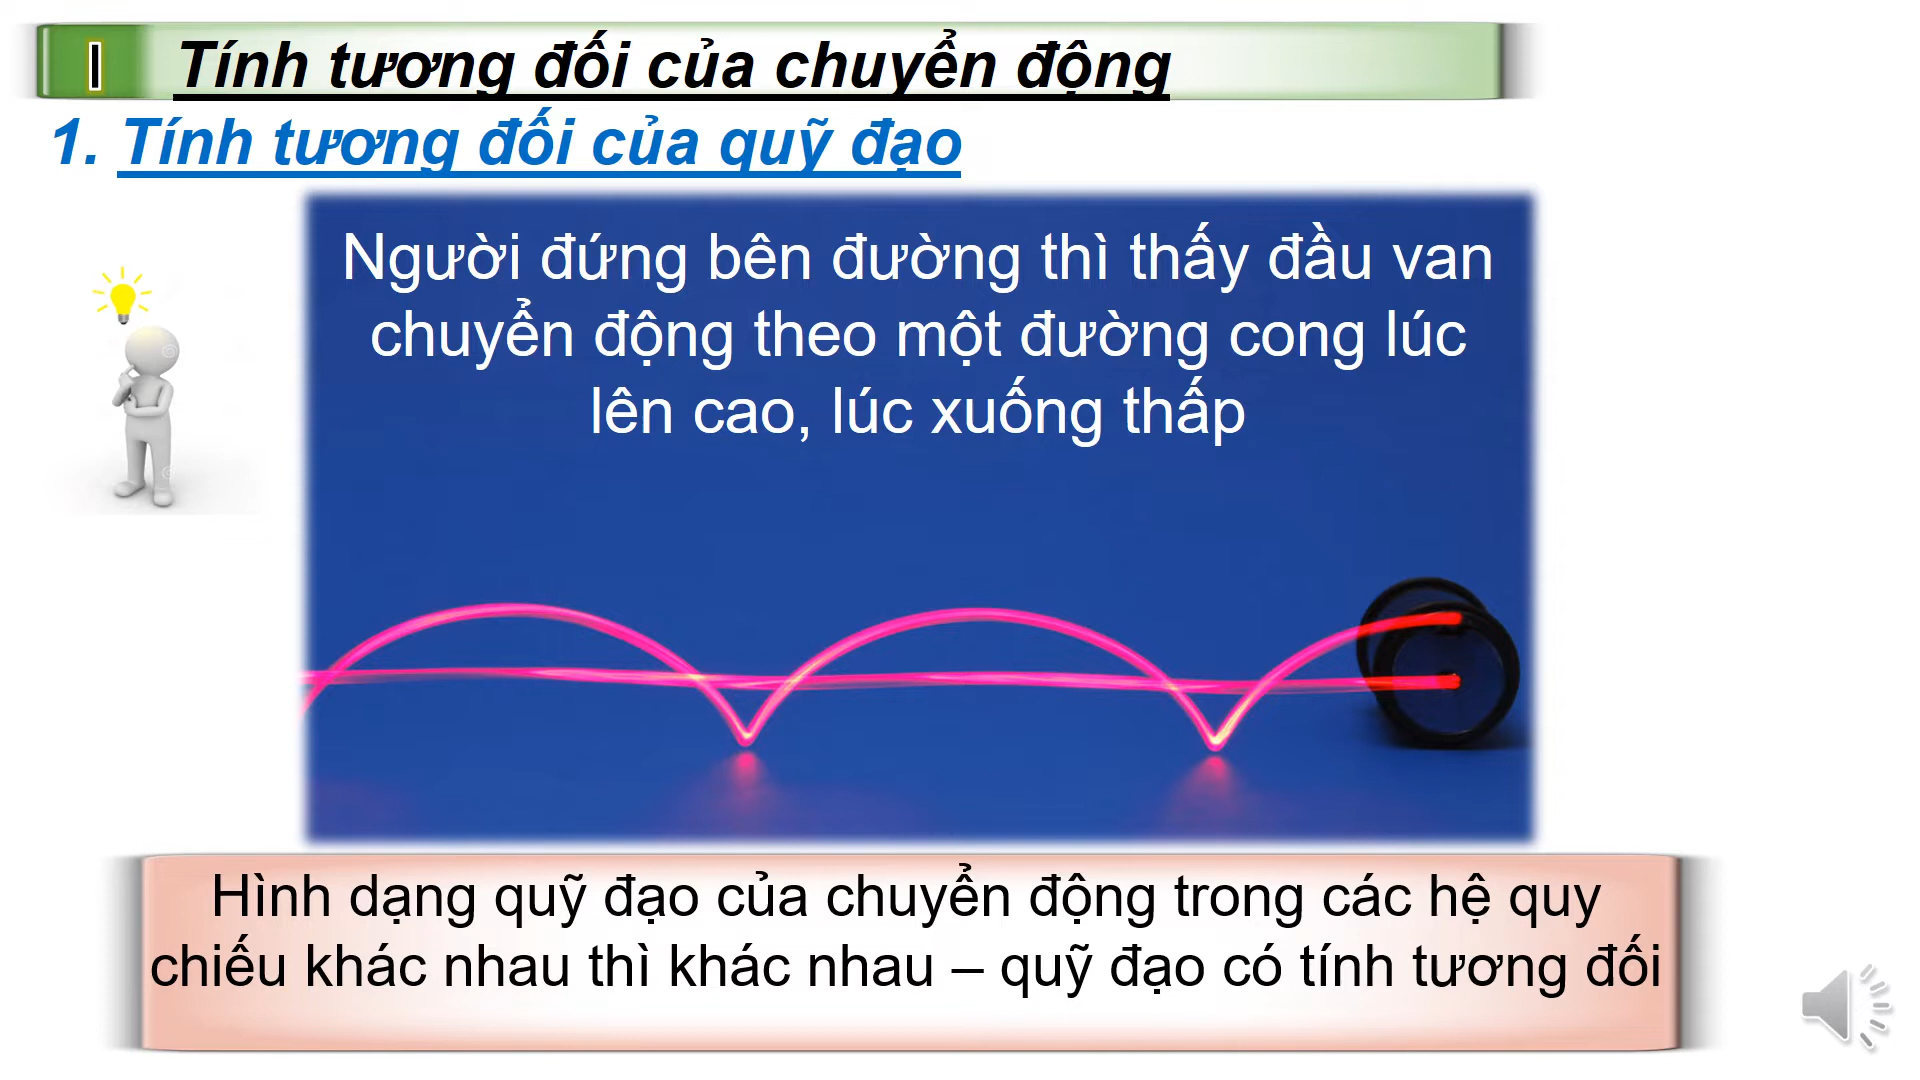 I Tính tương đối của chuyển động
1. Tính tương đối của quỹ đạo
Người đứng bên đường thì thấy đầu van
chuyển động theo một đường cong lúc
lên cao, lúc xuống thấp
Hình dạng quỹ đạo của chuyển động trong các hệ quy
chiếu khác nhau thì khác nhau – quỹ đạo có tính tương đối